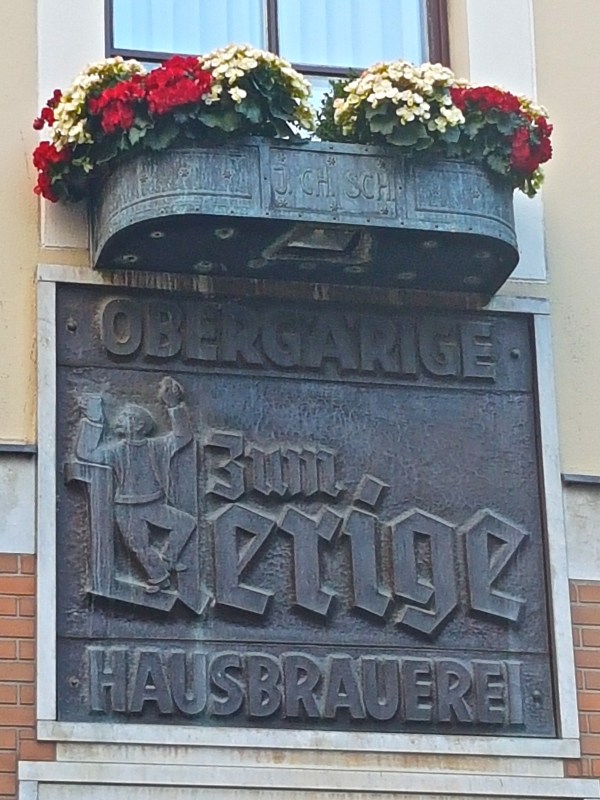 J. CH. SCH.
OBERGÄRIGE
Zum
Uerige
HAUSBRAUEREI